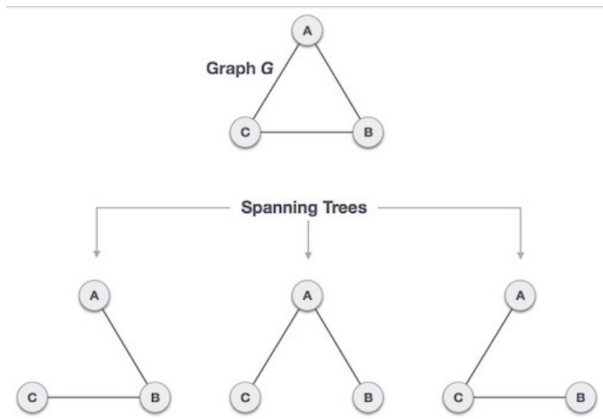 A
Graph G
C B
Spanning Trees
A A A
C B C B C B